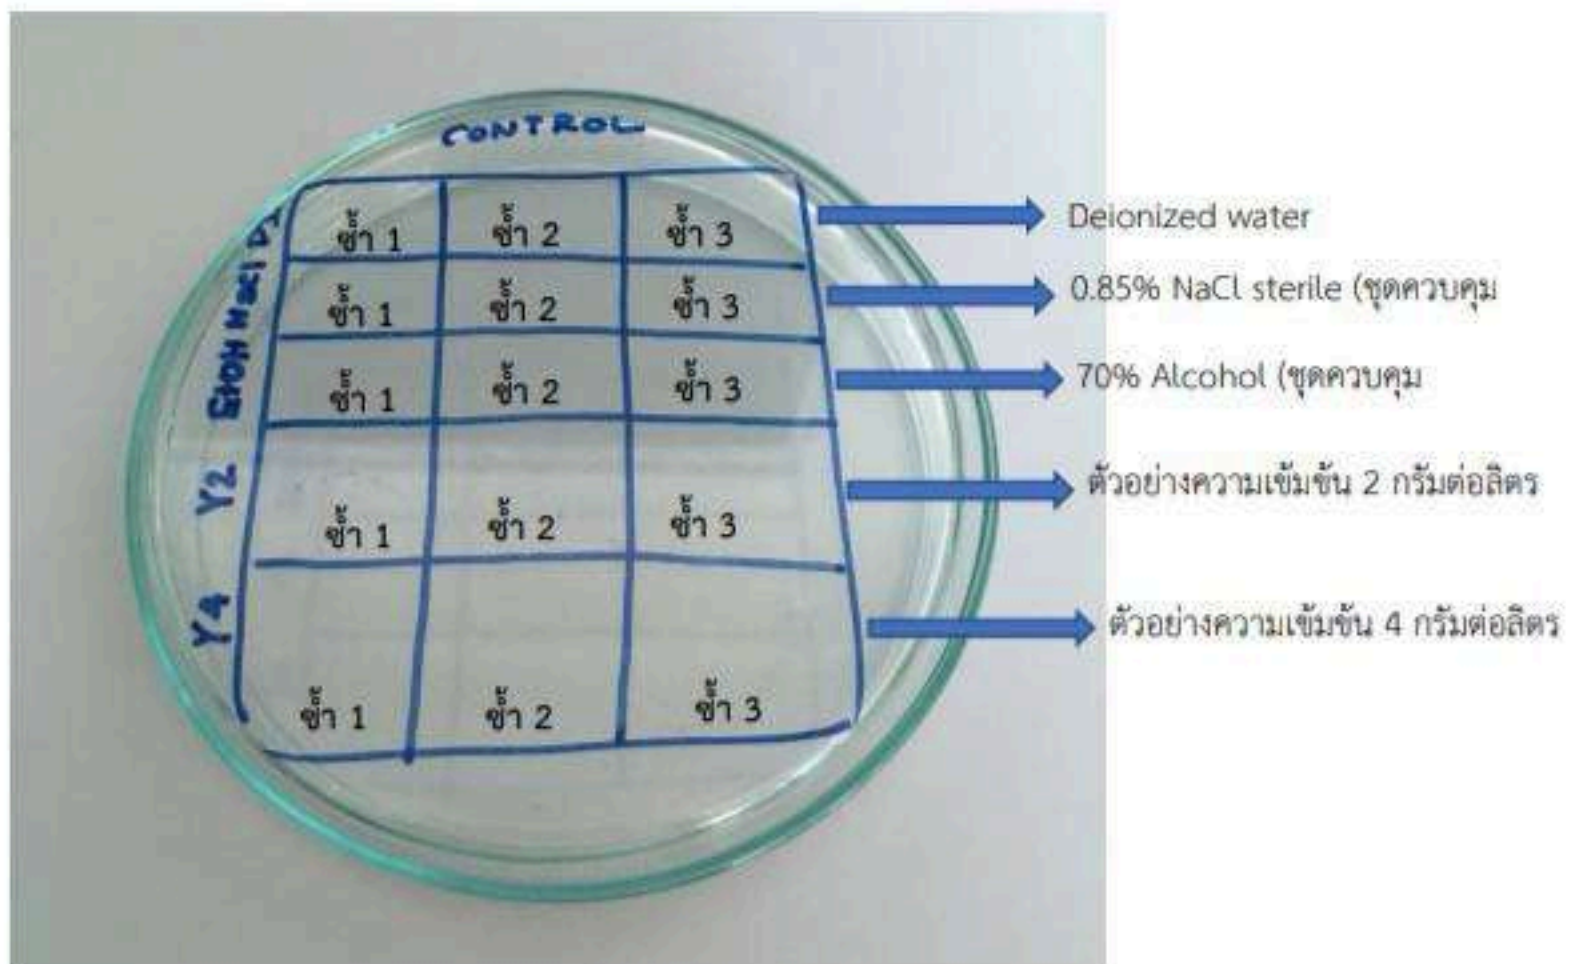 CONTROL
DI ซ้ำ 1 ซ้ำ 2 ซ้ำ 3 Deionized water
NaCl ซ้ำ 1 ซ้ำ 2 ซ้ำ 3 0.85% NaCl sterile (ชุดควบคุม
EtOH ซ้ำ 1 ซ้ำ 2 ซ้ำ 3 70% Alcohol (ชุดควบคุม
Y2 ซ้ำ 1 ซ้ำ 2 ซ้ำ 3 ตัวอย่างความเข้มข้น 2 กรัมต่อลิตร
Y4 ซ้ำ 1 ซ้ำ 2 ซ้ำ 3 ตัวอย่างความเข้มข้น 4 กรัมต่อลิตร